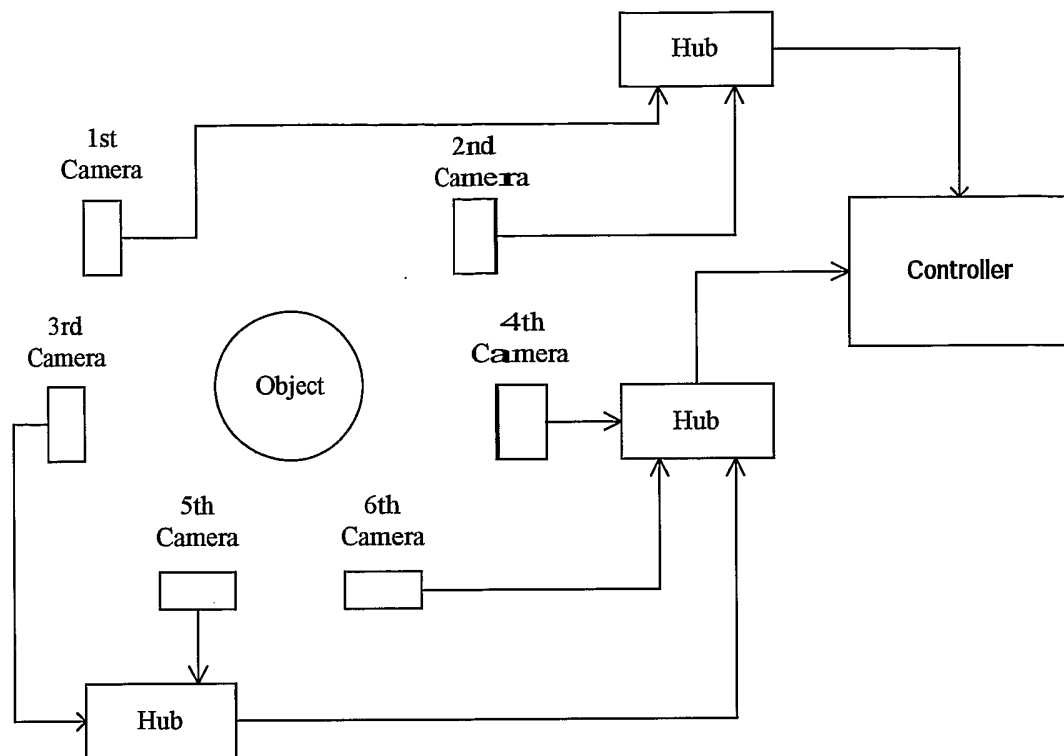 Hub
1st
Camera
2nd
Camera
Controller
3rd
Camera
Object
4th
Camera
Hub
5th
Camera
6th
Camera
Hub